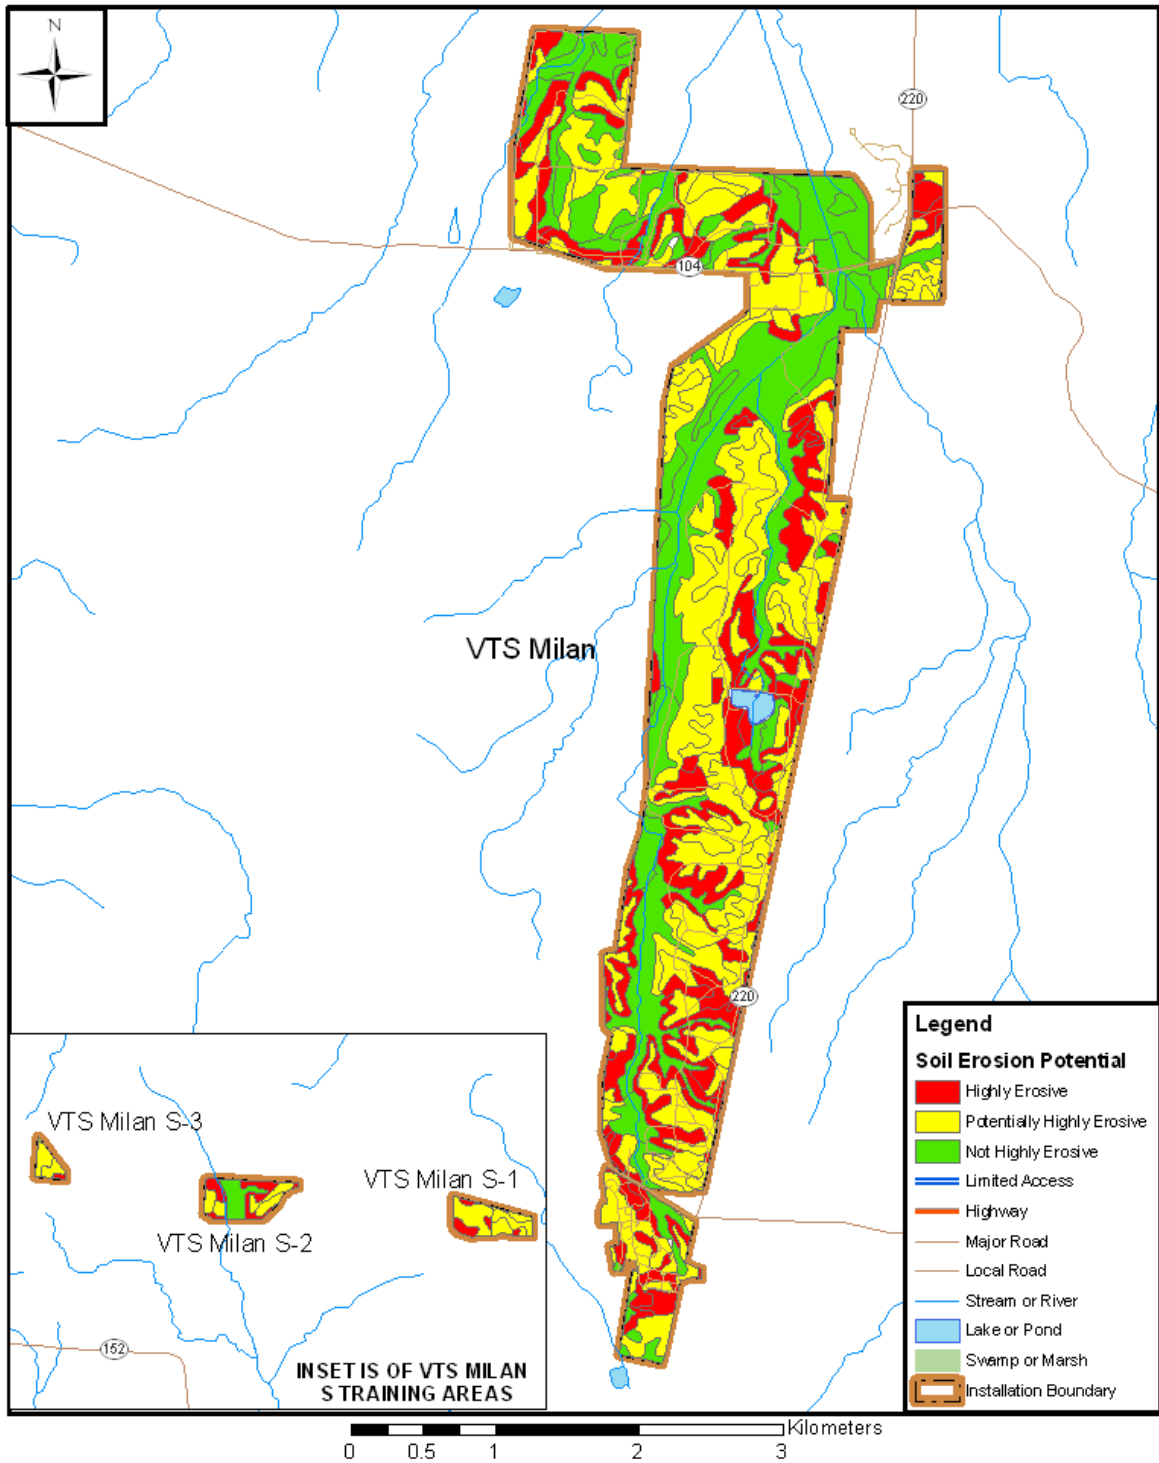 N
220
104
VTS Milan
220
VTS Milan S-3
VTS Milan S-1
VTS Milan S-2
152
INSET IS OF VTS MILAN
S TRAINING AREAS
Legend
Soil Erosion Potential
Highly Erosive
Potentially Highly Erosive
Not Highly Erosive
Limited Access
Highway
Major Road
Local Road
Stream or River
Lake or Pond
Swamp or Marsh
Installation Boundary
Kilometers
0 0.5 1 2 3